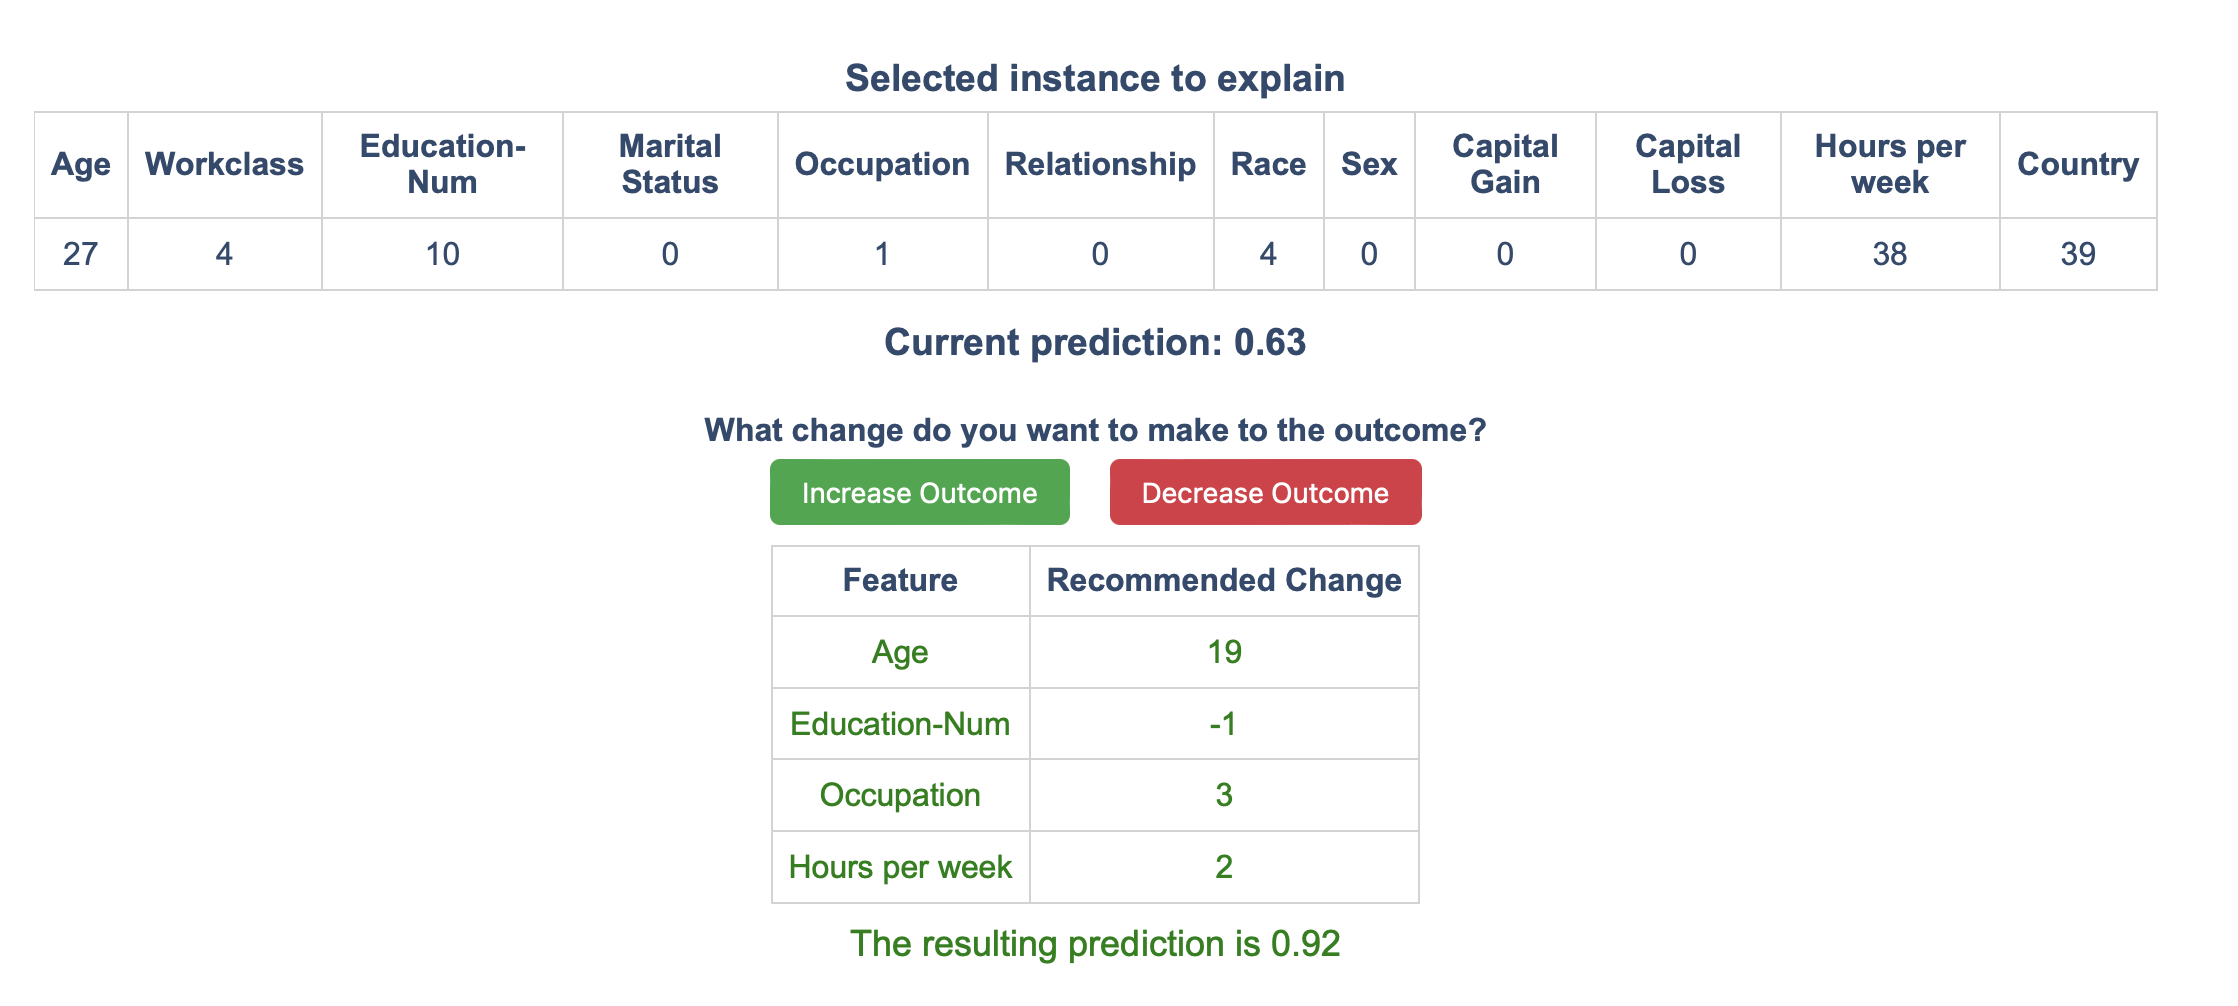 Selected instance to explain
Age Workclass Education-Num Marital Status Occupation Relationship Race Sex Capital Gain Capital Loss Hours per week Country
27 4 10 0 1 0 4 0 0 0 38 39
Current prediction: 0.63
What change do you want to make to the outcome?
Increase Outcome Decrease Outcome
Feature Recommended Change
Age 19
Education-Num -1
Occupation 3
Hours per week 2
The resulting prediction is 0.92